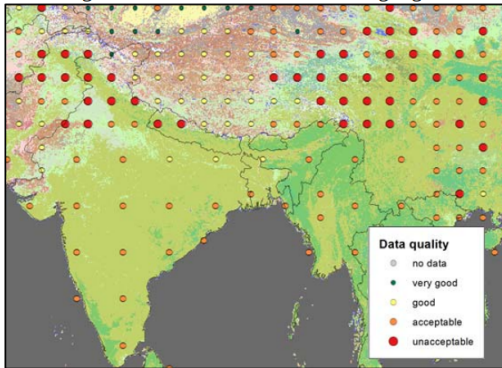 Data quality
no data
very good
good
acceptable
unacceptable